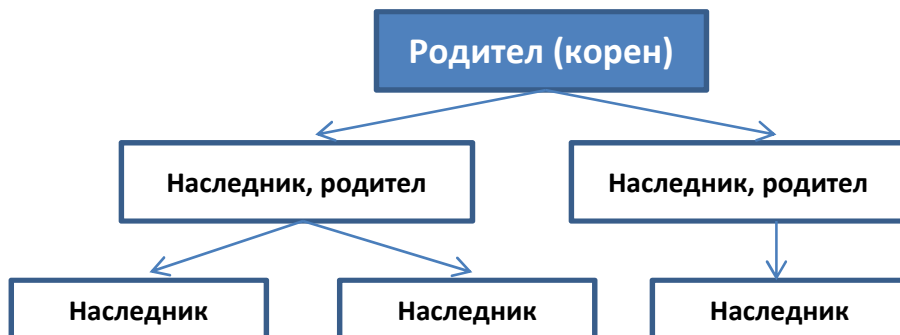 Родител (корен)
Наследник, родител
Наследник, родител
Наследник
Наследник
Наследник